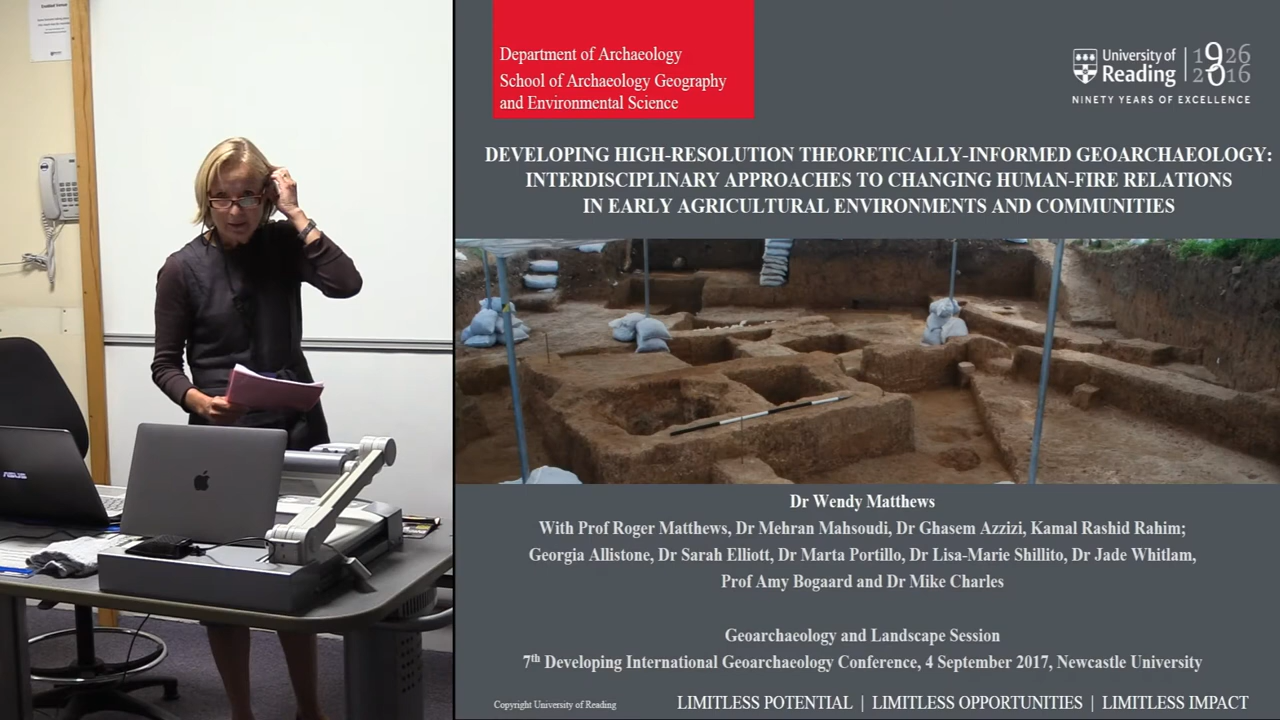 Department of Archaeology
School of Archaeology Geography
and Environmental Science
University of
Reading
1926
2016
NINETY YEARS OF EXCELLENCE
DEVELOPING HIGH-RESOLUTION THEORETICALLY-INFORMED GEOARCHAEOLOGY:
INTERDISCIPLINARY APPROACHES TO CHANGING HUMAN-FIRE RELATIONS
IN EARLY AGRICULTURAL ENVIRONMENTS AND COMMUNITIES
Dr Wendy Matthews
With Prof Roger Matthews, Dr Mehran Mahsoudi, Dr Ghasem Azzizi, Kamal Rashid Rahim;
Georgia Allistone, Dr Sarah Elliott, Dr Marta Portillo, Dr Lisa-Marie Shillito, Dr Jade Whitlam,
Prof Amy Bogaard and Dr Mike Charles
Geoarchaeology and Landscape Session
7th Developing International Geoarchaeology Conference, 4 September 2017, Newcastle University
Copyright University of Reading
LIMITLESS POTENTIAL | LIMITLESS OPPORTUNITIES | LIMITLESS IMPACT
ASUS